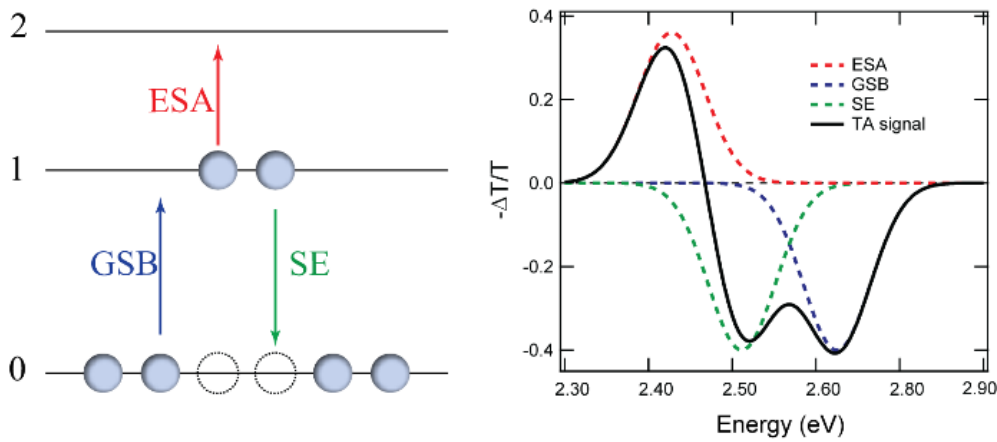 2
ESA
1
GSB
SE
0
0.4
0.2
0.0
-0.2
-0.4
-ΔT/T
ESA
GSB
SE
TA signal
2.30
2.40
2.50
2.60
2.70
2.80
2.90
Energy (eV)